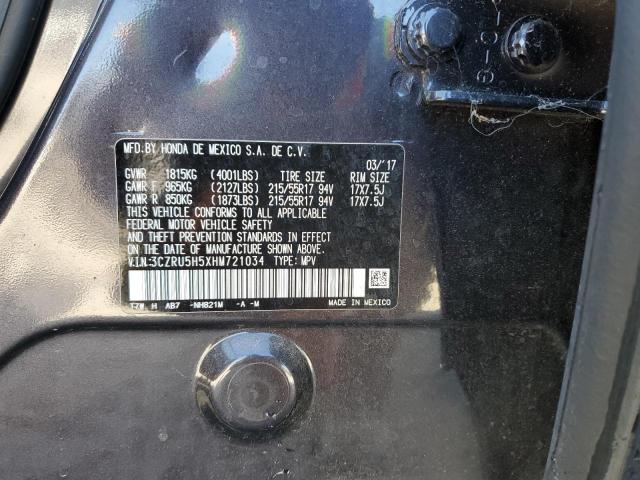 MFD.BY HONDA DE MEXICO S.A. DE C.V.
03/'17
GVWR 1815KG (4001LBS) TIRE SIZE RIM SIZE
GAWR F 965KG (2127LBS) 215/55R17 94V 17X7.5J
GAWR R 850KG (1873LBS) 215/55R17 94V 17X7.5J
THIS VEHICLE CONFORMS TO ALL APPLICABLE
FEDERAL MOTOR VEHICLE SAFETY
AND THEFT PREVENTION STANDARDS IN EFFECT
ON THE DATE OF MANUFACTURE SHOWN ABOVE.
V.I.N:3CZRU5H5XHM721034 TYPE: MPV
H AB7 -NH821M -A -M MADE IN MEXICO